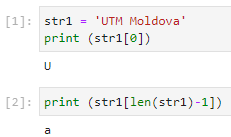 [1]: str1 = 'UTM Moldova'
print (str1[0])
U
[2]: print (str1[len(str1)-1])
a